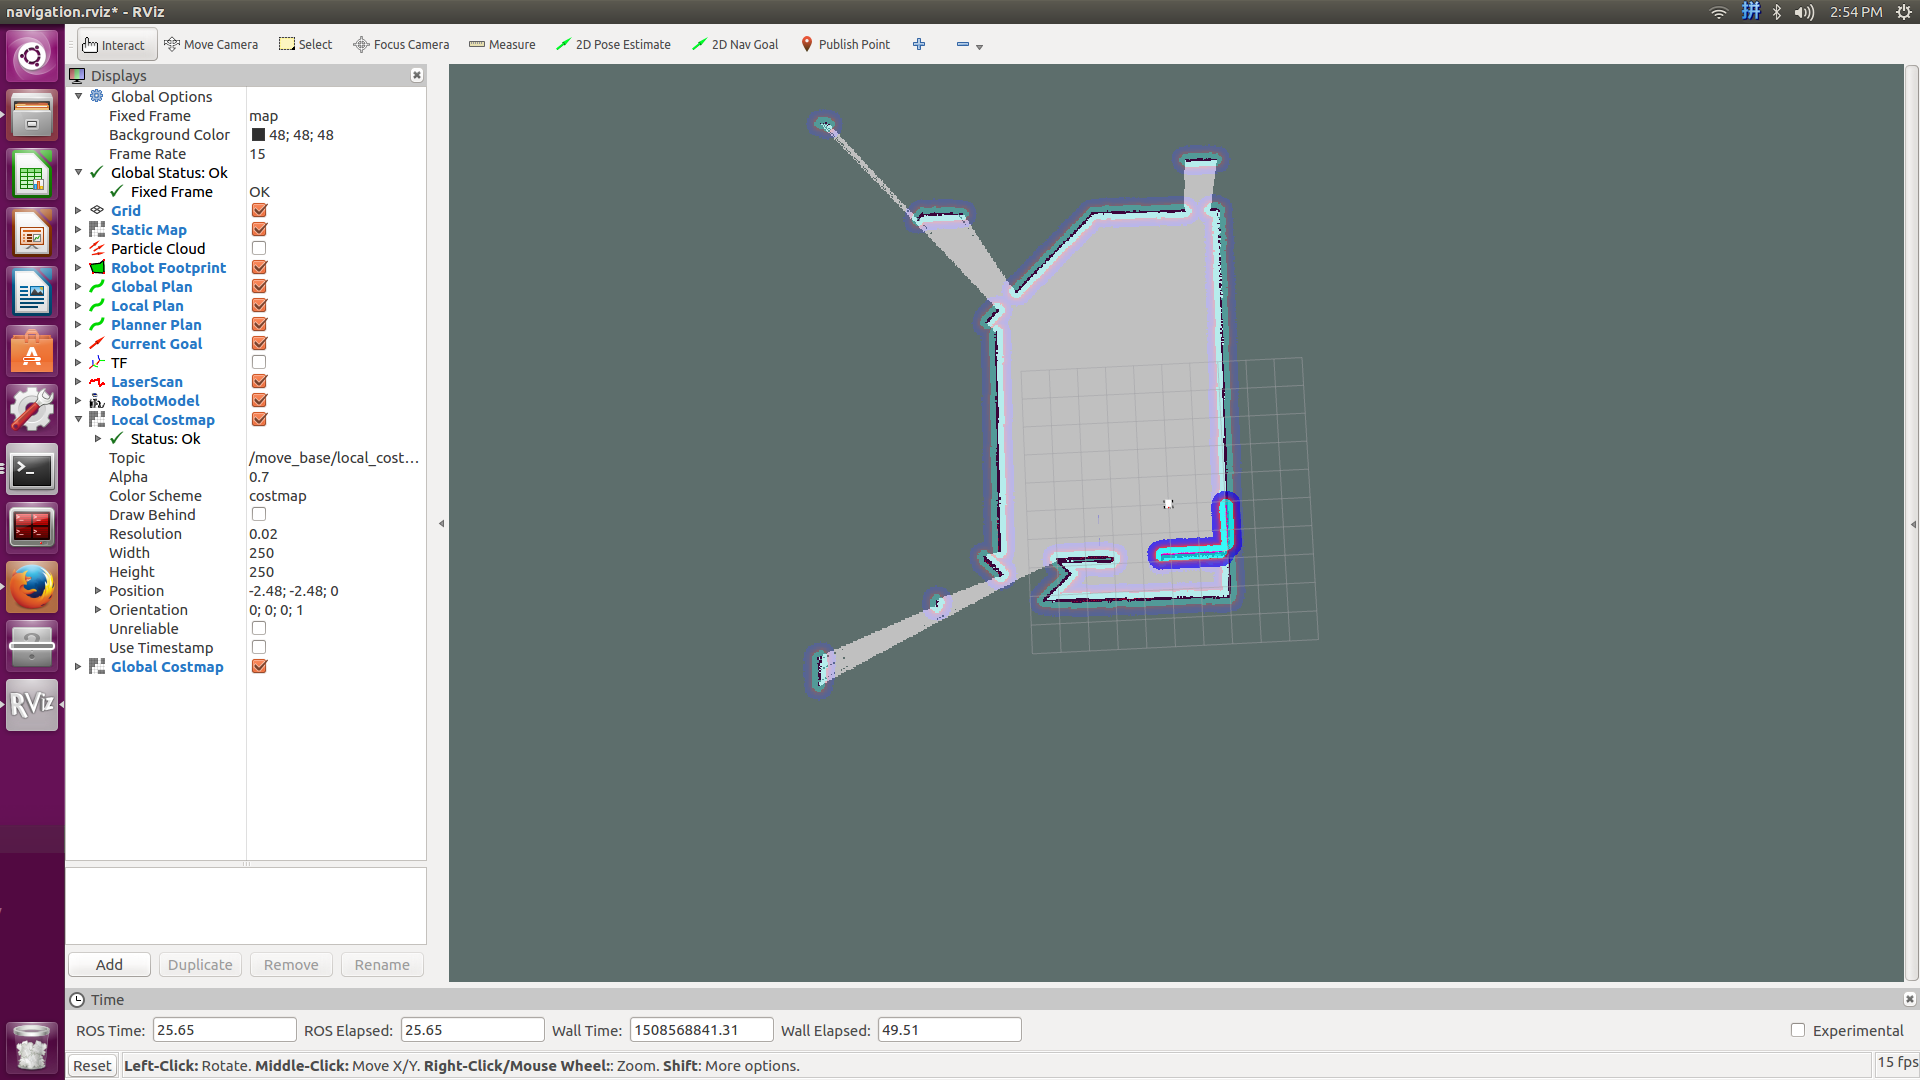 navigation.rviz* - RViz
拼
2:54 PM
Interact
Move Camera
Select
Focus Camera
Measure
2D Pose Estimate
2D Nav Goal
Publish Point
Displays
Global Options
Fixed Frame map
Background Color 48; 48; 48
Frame Rate 15
Global Status: Ok
Fixed Frame OK
Grid
Static Map
Particle Cloud
Robot Footprint
Global Plan
Local Plan
Planner Plan
Current Goal
TF
LaserScan
RobotModel
Local Costmap
Status: Ok
Topic /move_base/local_cost...
Alpha 0.7
Color Scheme costmap
Draw Behind
Resolution 0.02
Width 250
Height 250
Position -2.48; -2.48; 0
Orientation 0; 0; 0; 1
Unreliable
Use Timestamp
Global Costmap
RViz
Add Duplicate Remove Rename
Time
ROS Time: 25.65 ROS Elapsed: 25.65 Wall Time: 1508568841.31 Wall Elapsed: 49.51 Experimental
Reset Left-Click: Rotate. Middle-Click: Move X/Y. Right-Click/Mouse Wheel:: Zoom. Shift: More options. 15 fps